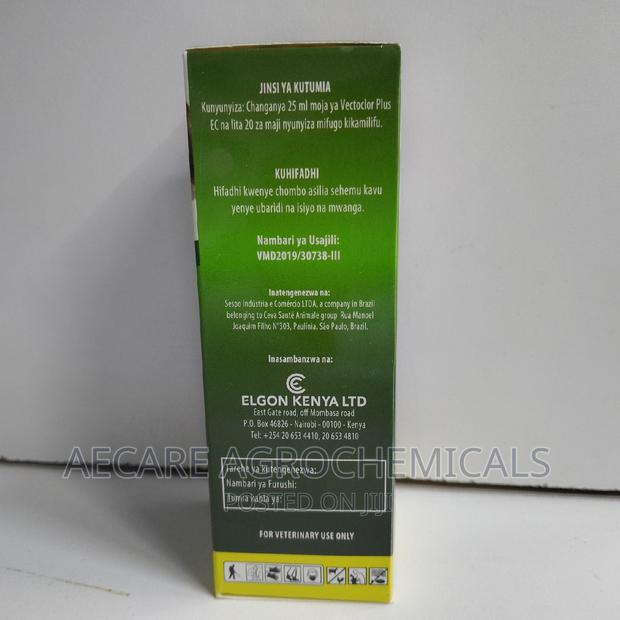 JINSI YA KUTUMIA
Kunyunyiza: Changanya 25 ml moja ya Vectoclor Plus
EC na lita 20 za maji nyunyiza mifugo kikamilifu.
KUHIFADHI
Hifadhi kwenye chombo asilia sehemu kavu
yenye ubaridi na isiyo na mwanga.
Nambari ya Usajili:
VMD2019/30738-III
Inatengenezwa na:
Sespo Indústria e Comércio LTDA, a company in Brazil
belonging to Ceva Santé Animale group Rua Manoel
Joaquim Filho N°303, Paulínia, São Paulo, Brazil.
Inasambanzwa na:
ELGON KENYA LTD
East Gate road, off Mombasa road
P.O. Box 46826 - Nairobi - 00100 - Kenya
Tel: +254 20 653 4410, 20 653 4810
AECARE AGROCHEMICALS
Tarehe ya kutengenezwa:
Nambari ya Furushi:
Tumia kabla ya:
POSTED ON JIJI
FOR VETERINARY USE ONLY